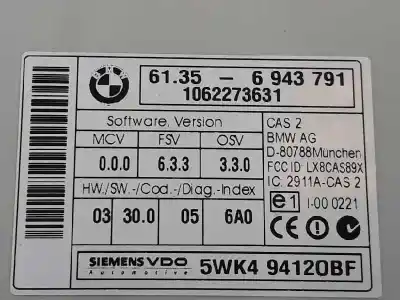 BMW
61.35 - 6 943 791
1062273631
Software. Version
MCV FSV OSV
0.0.0 6.3.3 3.3.0
HW./SW.-/Cod.-/Diag.-Index
03 30.0 05 6A0
CAS 2
BMW AG
D-80788München
FCC ID LX8CAS89X
IC: 2911A-CAS 2
e1 I-00 0221
SIEMENS VDO
Automotive
5WK4 94120BF